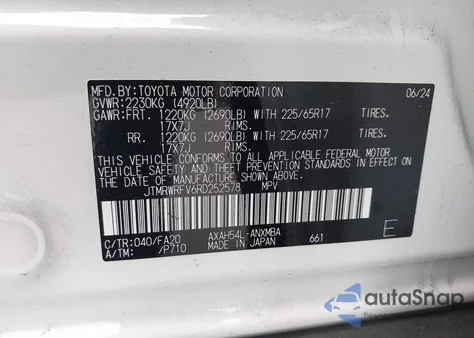 MFD. BY: TOYOTA MOTOR CORPORATION 06/24
GVWR: 2230KG (4920LB)
GAWR: FRT. 1220KG (2690LB) WITH 225/65R17 TIRES.
17X7J RIMS.
RR. 1220KG (2690LB) WITH 225/65R17 TIRES.
17X7J RIMS.
THIS VEHICLE CONFORMS TO ALL APPLICABLE FEDERAL MOTOR
VEHICLE SAFETY, BUMPER, AND THEFT PREVENTION STANDARDS
IN EFFECT ON THE DATE OF MANUFACTURE SHOWN ABOVE.
JTMRWRFV6RD252578 MPV
C/TR:040/FA20 AXAH54L-ANXMBA
A/TM: /P710 MADE IN JAPAN 661 E
autoSnap